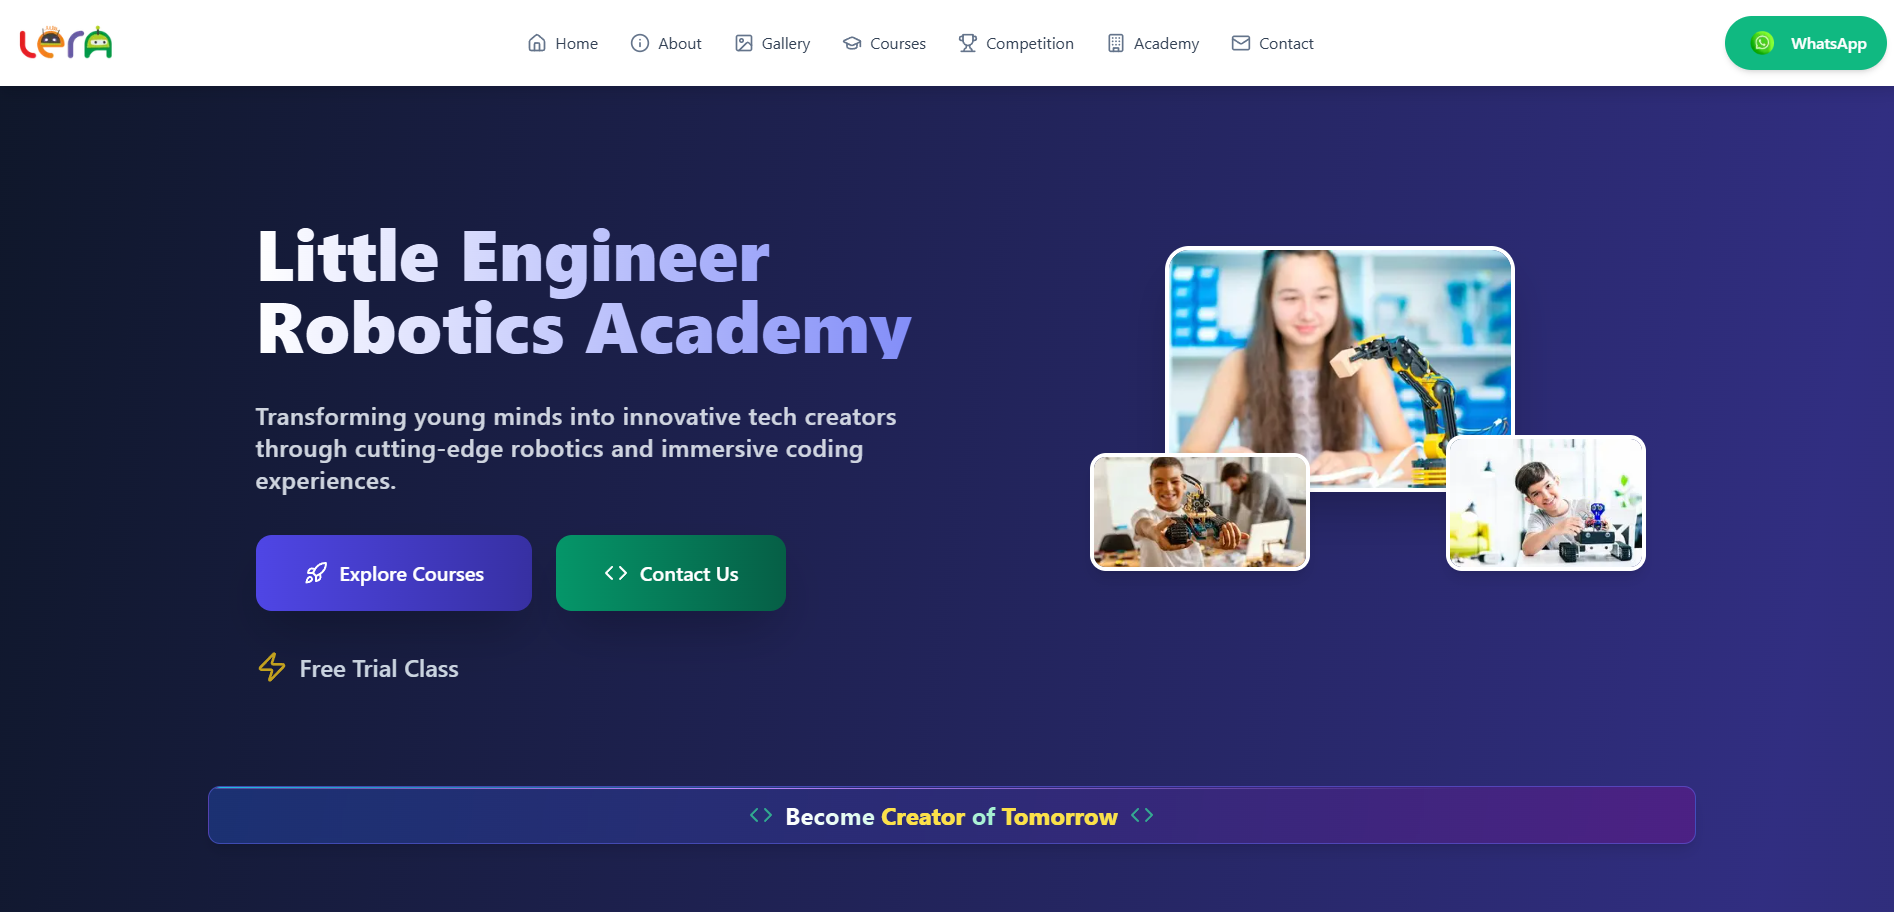 LERA
Home
About
Gallery
Courses
Competition
Academy
Contact
WhatsApp
Little Engineer
Robotics Academy
Transforming young minds into innovative tech creators
through cutting-edge robotics and immersive coding
experiences.
Explore Courses
Contact Us
Free Trial Class
Become Creator of Tomorrow